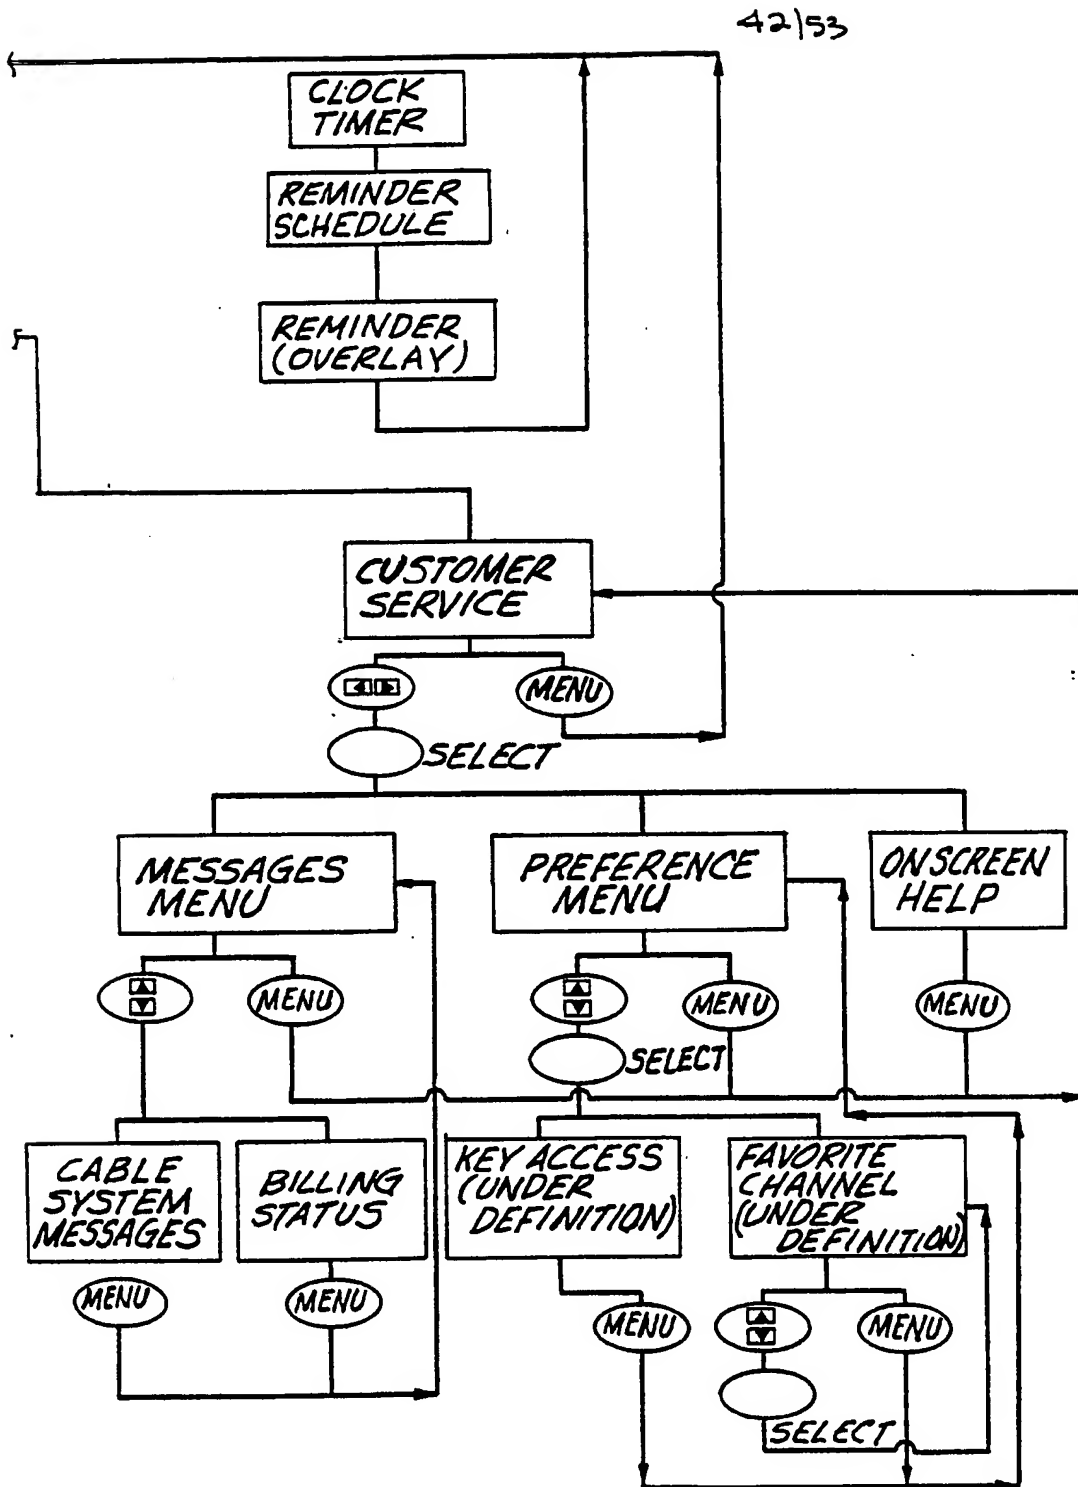 42/53
CLOCK
TIMER
REMINDER
SCHEDULE
REMINDER
(OVERLAY)
CUSTOMER
SERVICE
MENU
SELECT
MESSAGES
MENU
PREFERENCE
MENU
ON SCREEN
HELP
MENU
MENU
MENU
SELECT
CABLE
SYSTEM
MESSAGES
BILLING
STATUS
KEY ACCESS
(UNDER
DEFINITION)
FAVORITE
CHANNEL
(UNDER
DEFINITION)
MENU
MENU
MENU
MENU
SELECT